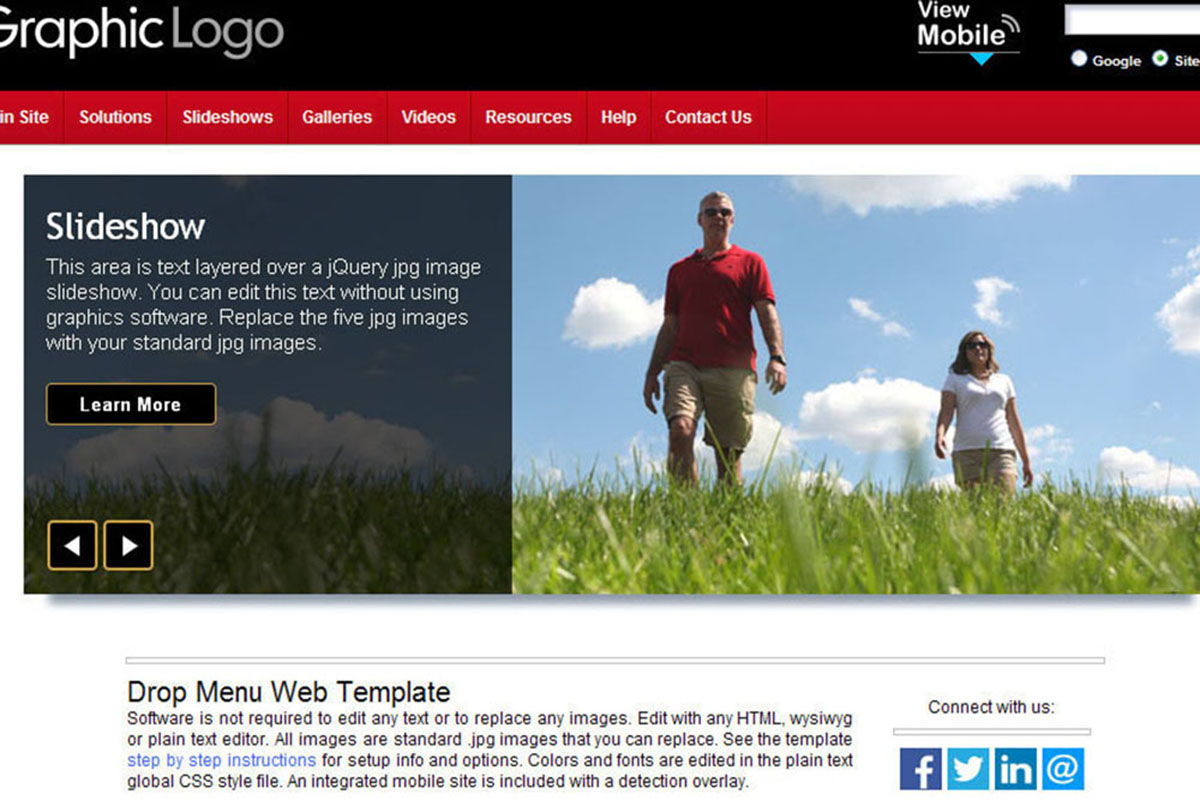 Graphic Logo
View
Mobile
Google Site
in Site Solutions Slideshows Galleries Videos Resources Help Contact Us
Slideshow
This area is text layered over a jQuery jpg image
slideshow. You can edit this text without using
graphics software. Replace the five jpg images
with your standard jpg images.
Learn More
Drop Menu Web Template
Software is not required to edit any text or to replace any images. Edit with any HTML, wysiwyg
or plain text editor. All images are standard .jpg images that you can replace. See the template
step by step instructions for setup info and options. Colors and fonts are edited in the plain text
global CSS style file. An integrated mobile site is included with a detection overlay.
Connect with us:
f in @